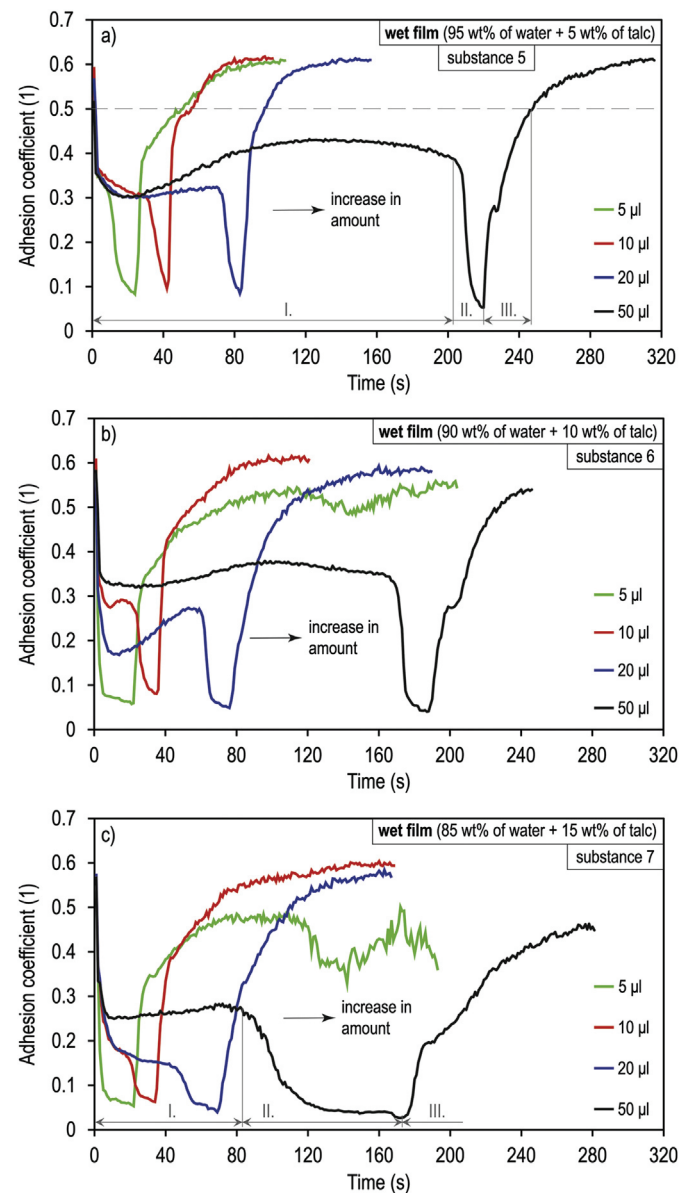 a)
wet film (95 wt% of water + 5 wt% of talc)
substance 5
0.7
0.6
0.5
0.4
0.3
0.2
0.1
0
Adhesion coefficient (1)
increase in
amount
5 µl
10 µl
20 µl
50 µl
I.
II.
III.
0 40 80 120 160 200 240 280 320
Time (s)
b)
wet film (90 wt% of water + 10 wt% of talc)
substance 6
0.7
0.6
0.5
0.4
0.3
0.2
0.1
0
Adhesion coefficient (1)
increase in
amount
5 µl
10 µl
20 µl
50 µl
0 40 80 120 160 200 240 280 320
Time (s)
c)
wet film (85 wt% of water + 15 wt% of talc)
substance 7
0.7
0.6
0.5
0.4
0.3
0.2
0.1
0
Adhesion coefficient (1)
increase in
amount
5 µl
10 µl
20 µl
50 µl
I.
II.
III.
0 40 80 120 160 200 240 280 320
Time (s)